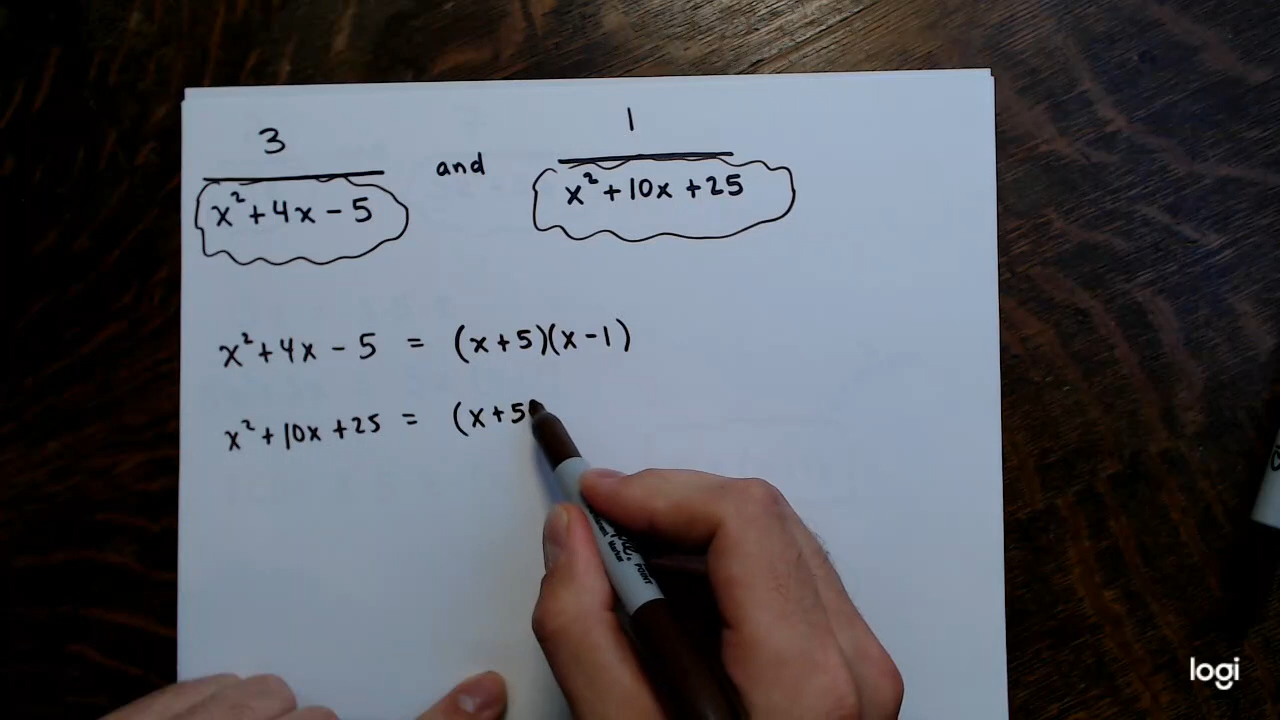 3 1
and
x²+4x-5 x²+10x+25
x²+4x-5 = (x+5)(x-1)
x²+10x+25 = (x+5
POINT
logi